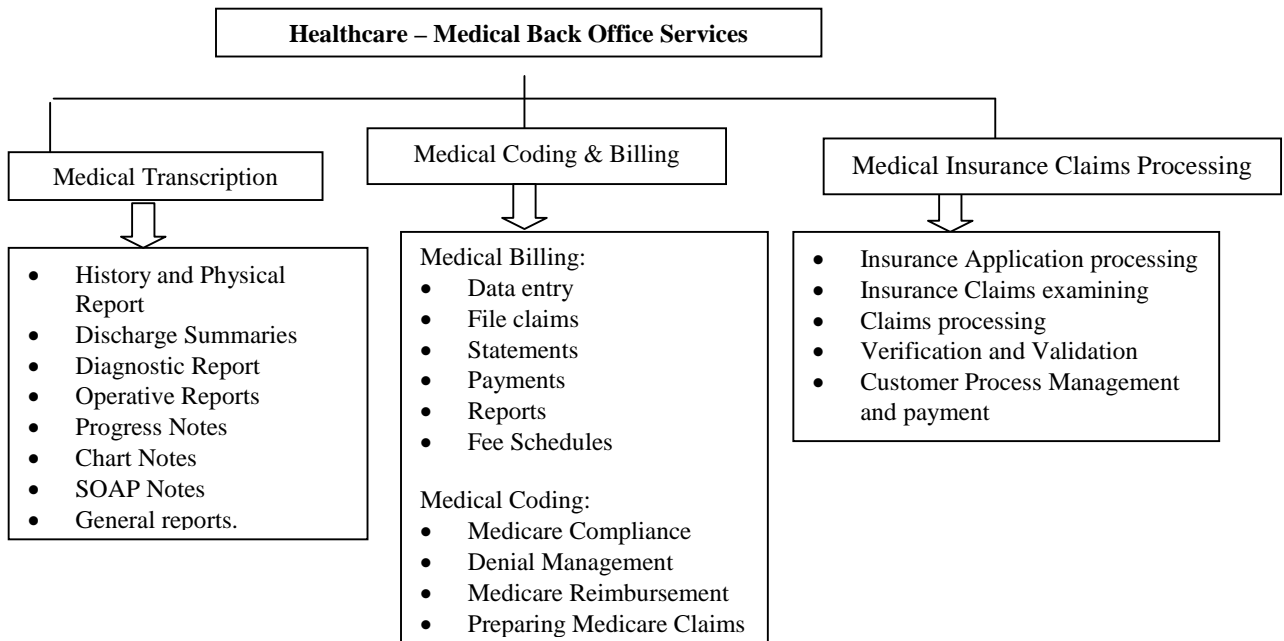 Healthcare – Medical Back Office Services
Medical Transcription
Medical Coding & Billing
Medical Insurance Claims Processing
• History and Physical
Report
• Discharge Summaries
• Diagnostic Report
• Operative Reports
• Progress Notes
• Chart Notes
• SOAP Notes
• General reports.
Medical Billing:
• Data entry
• File claims
• Statements
• Payments
• Reports
• Fee Schedules
Medical Coding:
• Medicare Compliance
• Denial Management
• Medicare Reimbursement
• Preparing Medicare Claims
• Insurance Application processing
• Insurance Claims examining
• Claims processing
• Verification and Validation
• Customer Process Management
and payment